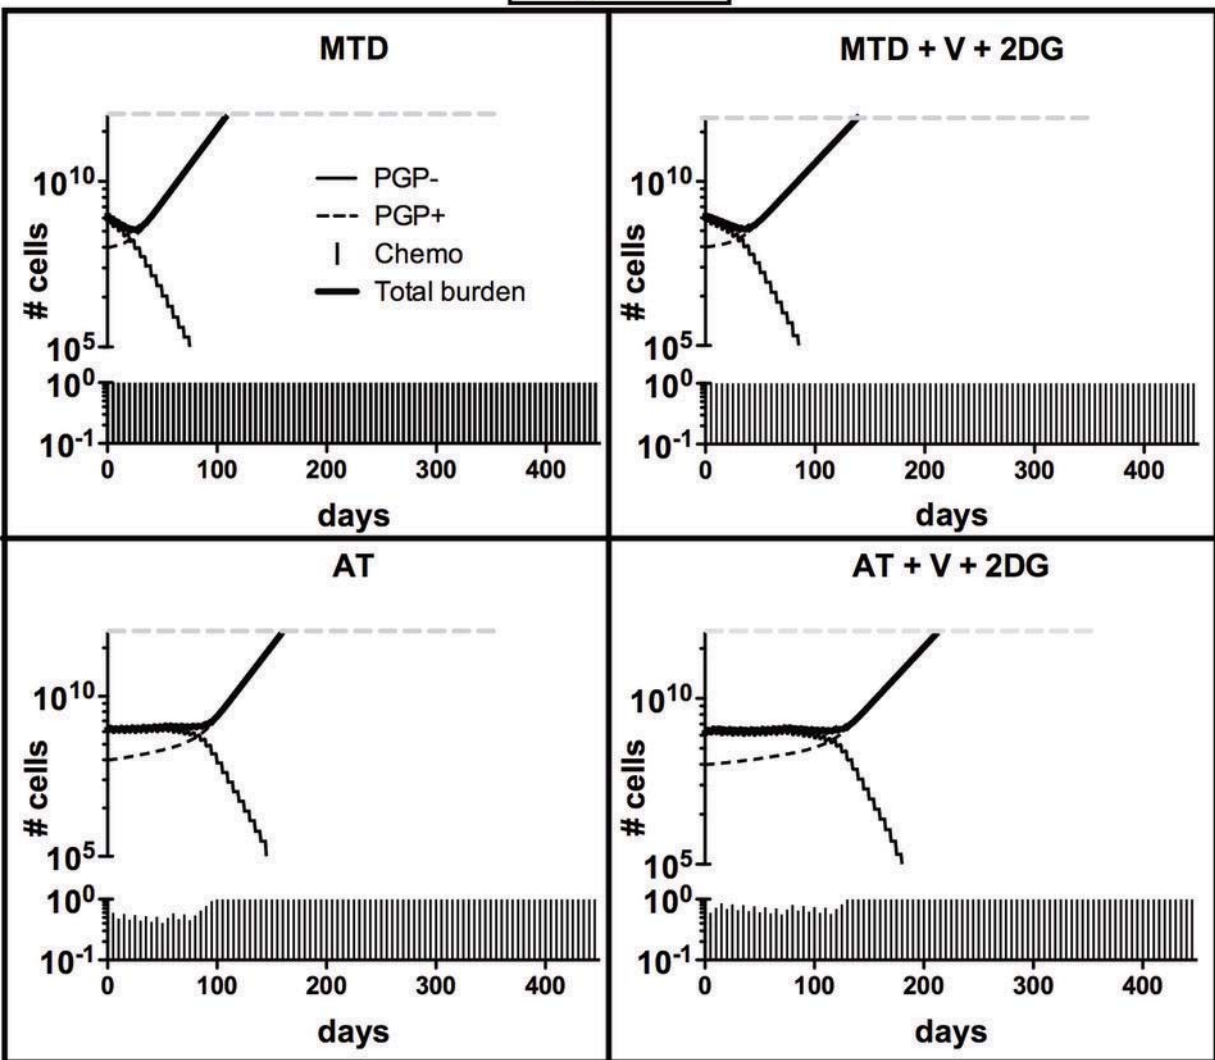 MTD
10^10
10^5
# cells
PGP-
PGP+
Chemo
Total burden
10^0
10^-1
0 100 200 300 400
days
MTD + V + 2DG
10^10
10^5
# cells
10^0
10^-1
0 100 200 300 400
days
AT
10^10
10^5
# cells
10^0
10^-1
0 100 200 300 400
days
AT + V + 2DG
10^10
10^5
# cells
10^0
10^-1
0 100 200 300 400
days